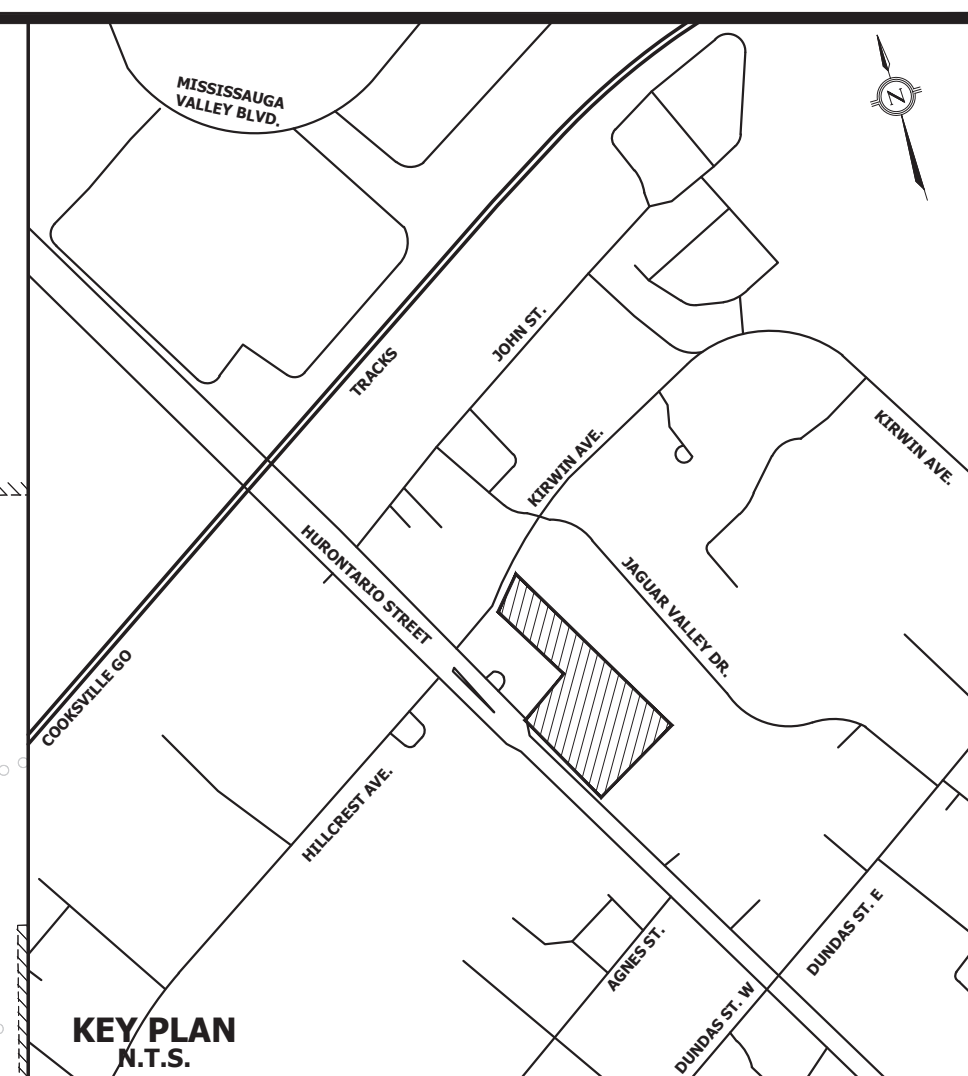 MISSISSAUGA
VALLEY BLVD.
N
JOHN ST.
TRACKS
KIRWIN AVE.
KIRWIN AVE.
HURONTARIO STREET
JAGUAR VALLEY DR.
COOKSVILLE GO
HILLCREST AVE.
DUNDAS ST. E
AGNES ST.
DUNDAS ST. W
KEY PLAN
N.T.S.